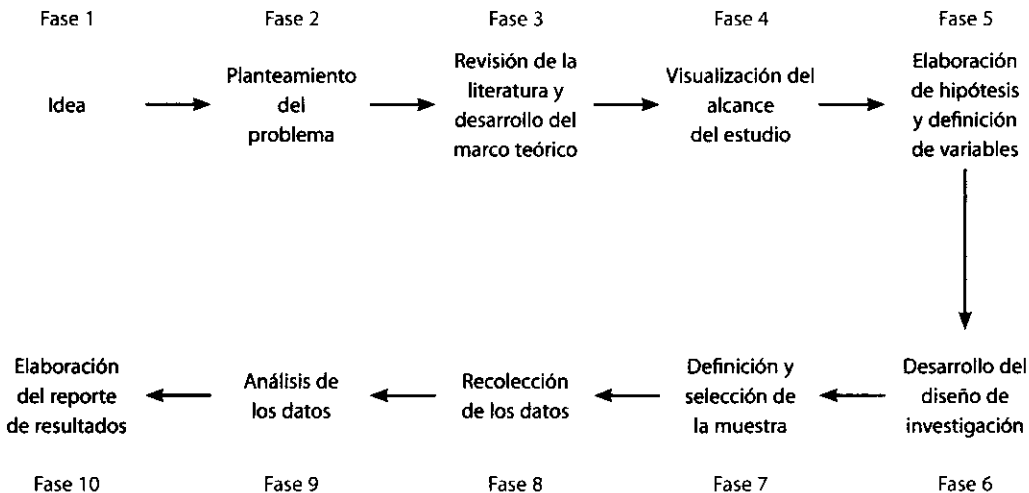 Fase 1
Fase 2
Fase 3
Fase 4
Fase 5
Idea
Planteamiento
del
problema
Revisión de la
literatura y
desarrollo del
marco teórico
Visualización del
alcance
del estudio
Elaboración
de hipótesis
y definición
de variables
Elaboración
del reporte
de resultados
Análisis de
los datos
Recolección
de los datos
Definición y
selección de
la muestra
Desarrollo del
diseño de
investigación
Fase 10
Fase 9
Fase 8
Fase 7
Fase 6